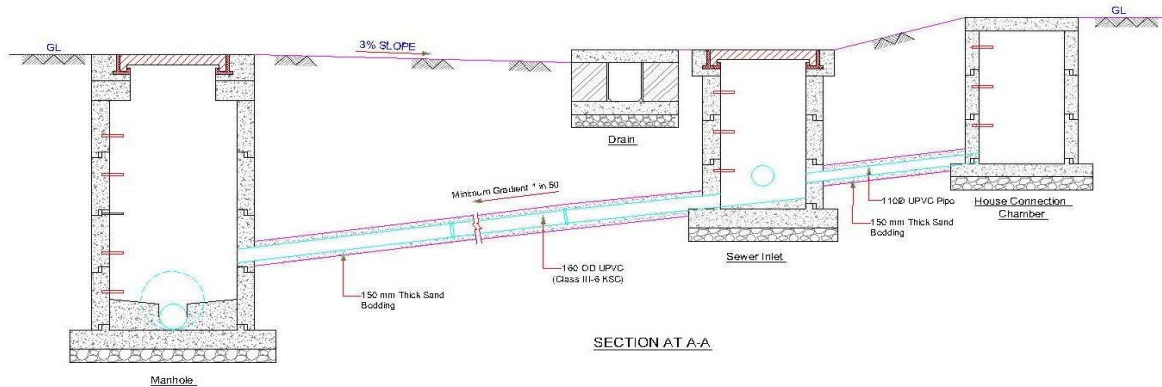 GL
3% SLOPE
GL
Drain
Minimum Gradient 1 in 50
110Ø UPVC Pipe
150 mm Thick Sand
Bedding
House Connection
Chamber
Sewer Inlet
160 OD UPVC
(Class III-6 KSC)
150 mm Thick Sand
Bedding
SECTION AT A-A
Manhole